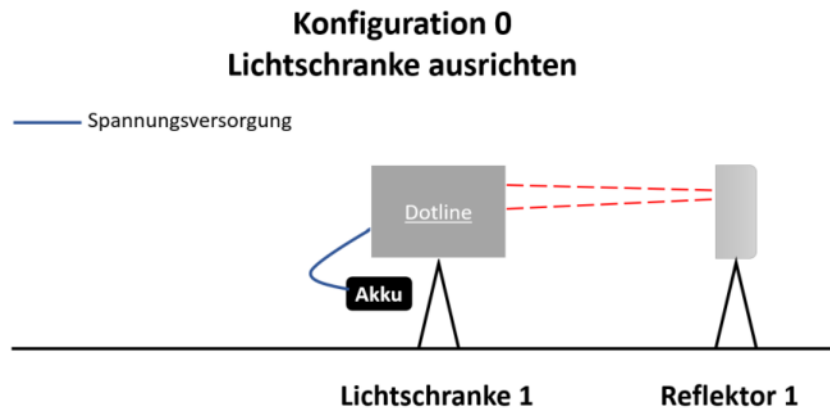 Konfiguration 0
Lichtschranke ausrichten
Spannungsversorgung
Dotline
Akku
Lichtschranke 1
Reflektor 1